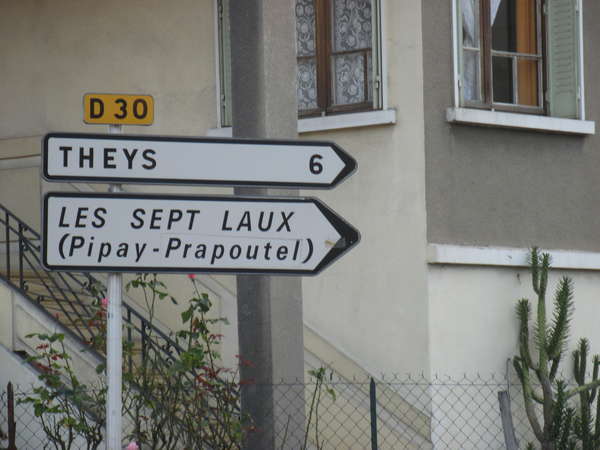 D 30
THEYS 6
LES SEPT LAUX
(Pipay-Prapoutel)